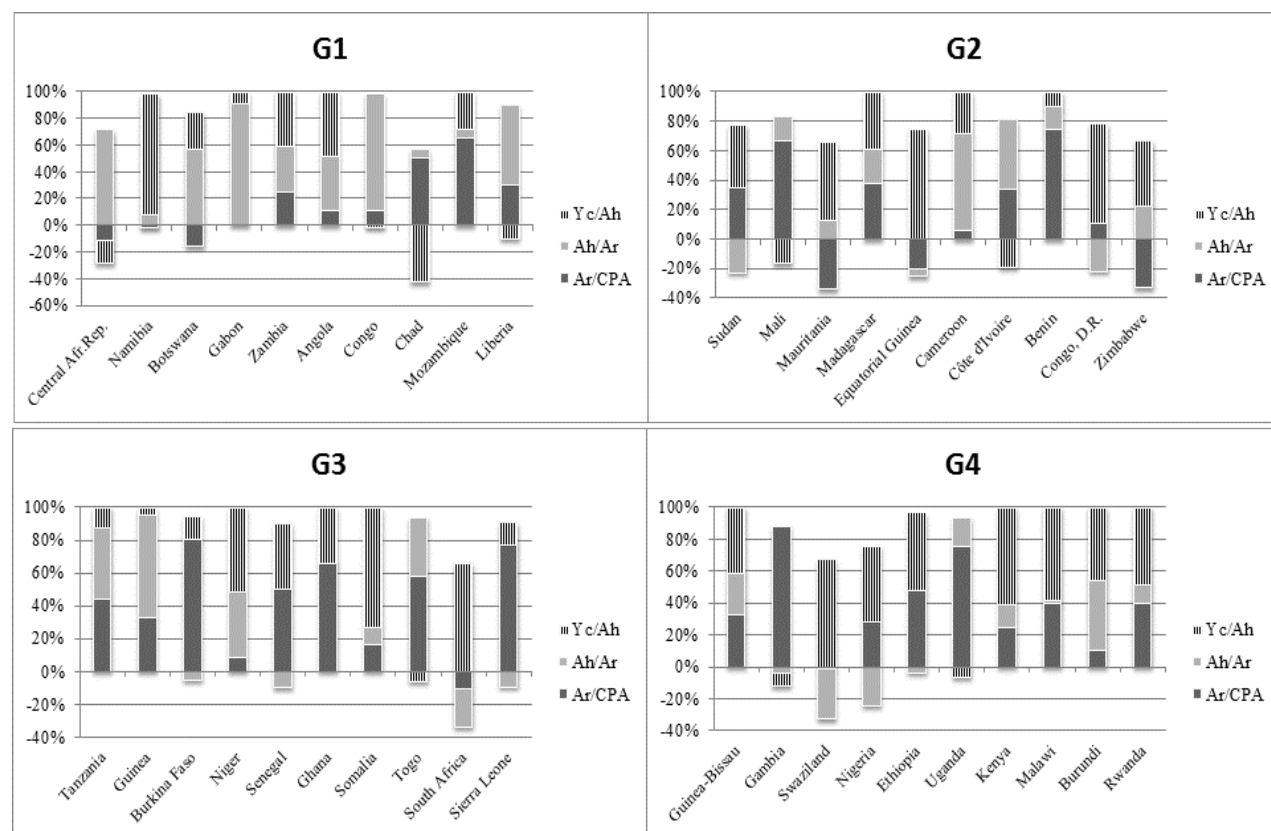 G1
100%
80%
60%
40%
20%
0%
-20%
-40%
-60%
Central Afr.Rep.
Namibia
Botswana
Gabon
Zambia
Angola
Congo
Chad
Mozambique
Liberia
Yc/Ah
Ah/Ar
Ar/CPA
G2
100%
80%
60%
40%
20%
0%
-20%
-40%
Sudan
Mali
Mauritania
Madagascar
Equatorial Guinea
Cameroon
Côte d'Ivoire
Benin
Congo, D.R.
Zimbabwe
Yc/Ah
Ah/Ar
Ar/CPA
G3
100%
80%
60%
40%
20%
0%
-20%
-40%
Tanzania
Guinea
Burkina Faso
Niger
Senegal
Ghana
Somalia
Togo
South Africa
Sierra Leone
Yc/Ah
Ah/Ar
Ar/CPA
G4
100%
80%
60%
40%
20%
0%
-20%
-40%
Guinea-Bissau
Gambia
Swaziland
Nigeria
Ethiopia
Uganda
Kenya
Malawi
Burundi
Rwanda
Yc/Ah
Ah/Ar
Ar/CPA